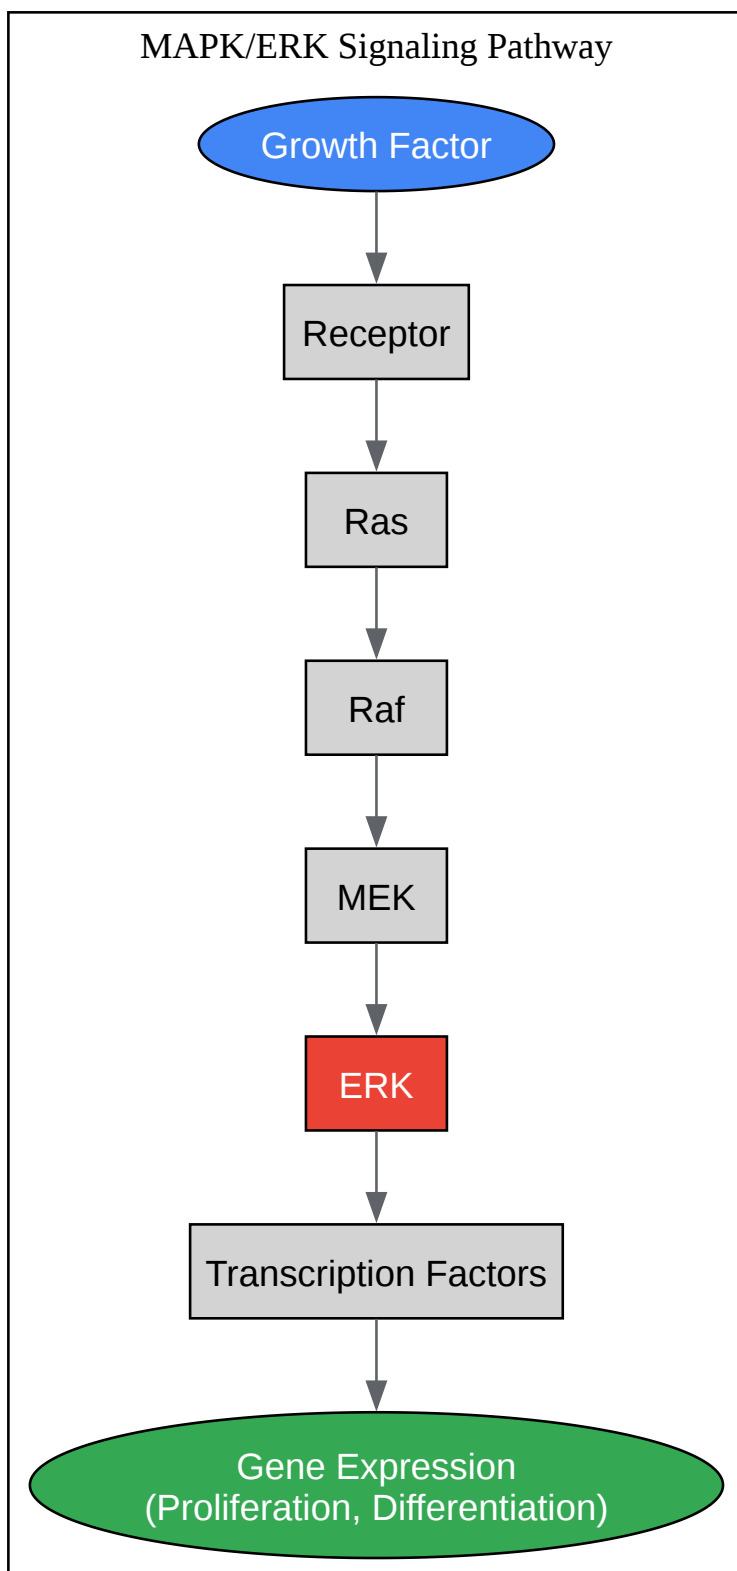 MAPK/ERK Signaling Pathway
Growth Factor
Receptor
Ras
Raf
MEK
ERK
Transcription Factors
Gene Expression
(Proliferation, Differentiation)